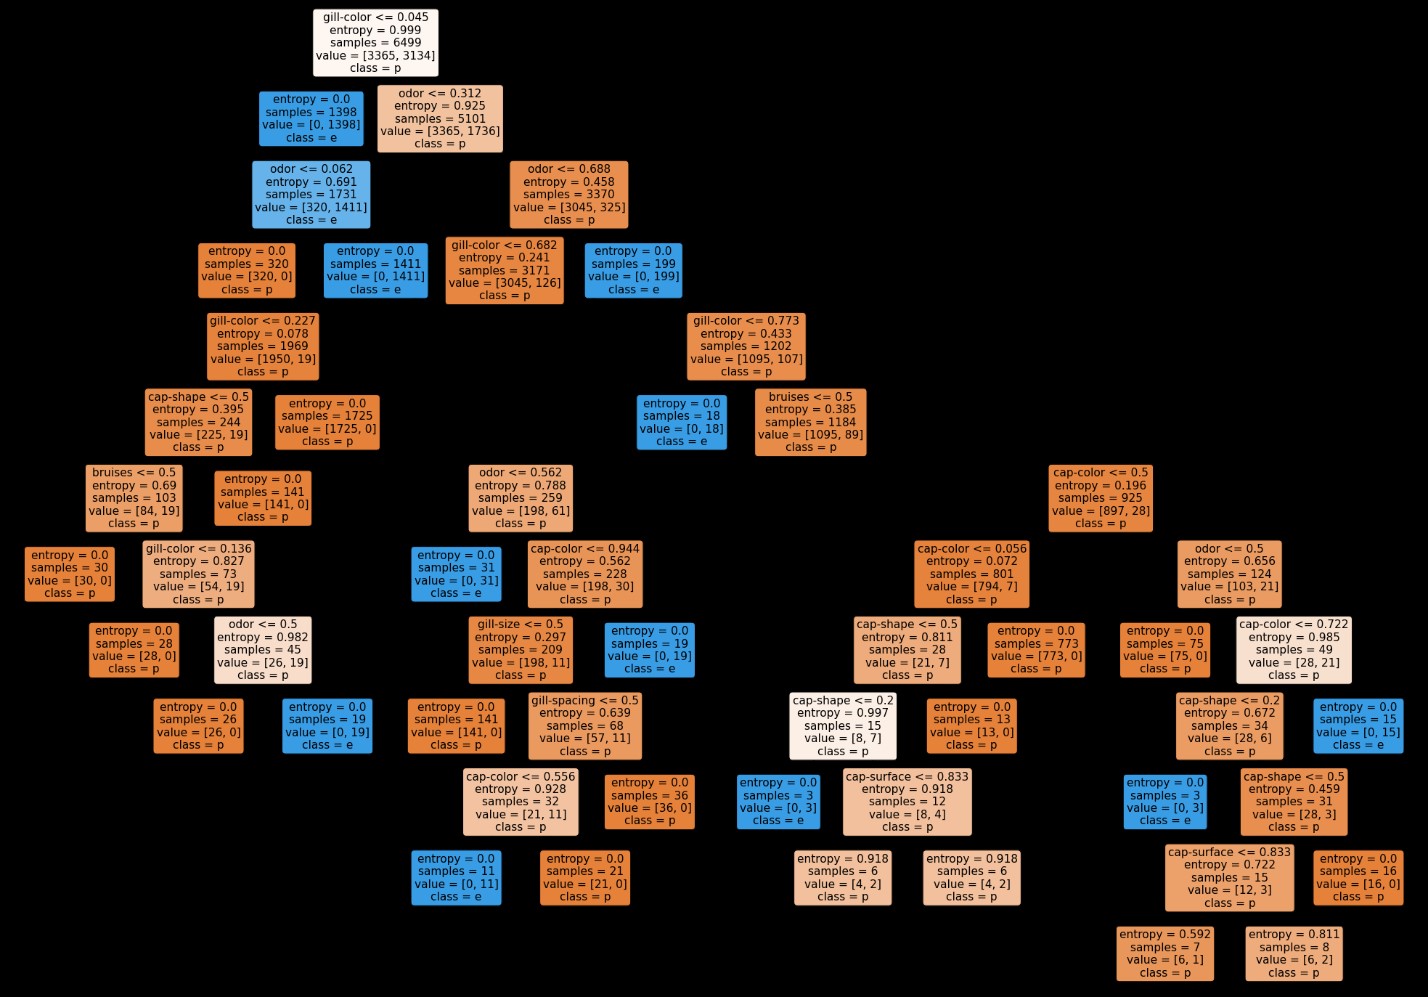 gill-color <= 0.045
entropy = 0.999
samples = 6499
value = [3365, 3134]
class = p
entropy = 0.0
samples = 1398
value = [0, 1398]
class = e
odor <= 0.312
entropy = 0.925
samples = 5101
value = [3365, 1736]
class = p
odor <= 0.062
entropy = 0.691
samples = 1731
value = [320, 1411]
class = e
odor <= 0.688
entropy = 0.458
samples = 3370
value = [3045, 325]
class = p
entropy = 0.0
samples = 320
value = [320, 0]
class = p
entropy = 0.0
samples = 1411
value = [0, 1411]
class = e
gill-color <= 0.682
entropy = 0.241
samples = 3171
value = [3045, 126]
class = p
entropy = 0.0
samples = 199
value = [0, 199]
class = e
gill-color <= 0.227
entropy = 0.078
samples = 1969
value = [1950, 19]
class = p
gill-color <= 0.773
entropy = 0.433
samples = 1202
value = [1095, 107]
class = p
cap-shape <= 0.5
entropy = 0.395
samples = 244
value = [225, 19]
class = p
entropy = 0.0
samples = 1725
value = [1725, 0]
class = p
entropy = 0.0
samples = 18
value = [0, 18]
class = e
bruises <= 0.5
entropy = 0.385
samples = 1184
value = [1095, 89]
class = p
bruises <= 0.5
entropy = 0.69
samples = 103
value = [84, 19]
class = p
entropy = 0.0
samples = 141
value = [141, 0]
class = p
odor <= 0.562
entropy = 0.788
samples = 259
value = [198, 61]
class = p
cap-color <= 0.5
entropy = 0.196
samples = 925
value = [897, 28]
class = p
entropy = 0.0
samples = 30
value = [30, 0]
class = p
gill-color <= 0.136
entropy = 0.827
samples = 73
value = [54, 19]
class = p
entropy = 0.0
samples = 31
value = [0, 31]
class = e
cap-color <= 0.944
entropy = 0.562
samples = 228
value = [198, 30]
class = p
cap-color <= 0.056
entropy = 0.072
samples = 801
value = [794, 7]
class = p
odor <= 0.5
entropy = 0.656
samples = 124
value = [103, 21]
class = p
entropy = 0.0
samples = 28
value = [28, 0]
class = p
odor <= 0.5
entropy = 0.982
samples = 45
value = [26, 19]
class = p
gill-size <= 0.5
entropy = 0.297
samples = 209
value = [198, 11]
class = p
entropy = 0.0
samples = 19
value = [0, 19]
class = e
cap-shape <= 0.5
entropy = 0.811
samples = 28
value = [21, 7]
class = p
entropy = 0.0
samples = 773
value = [773, 0]
class = p
entropy = 0.0
samples = 75
value = [75, 0]
class = p
cap-color <= 0.722
entropy = 0.985
samples = 49
value = [28, 21]
class = p
entropy = 0.0
samples = 26
value = [26, 0]
class = p
entropy = 0.0
samples = 19
value = [0, 19]
class = e
entropy = 0.0
samples = 141
value = [141, 0]
class = p
gill-spacing <= 0.5
entropy = 0.639
samples = 68
value = [57, 11]
class = p
cap-shape <= 0.2
entropy = 0.997
samples = 15
value = [8, 7]
class = p
entropy = 0.0
samples = 13
value = [13, 0]
class = p
cap-shape <= 0.2
entropy = 0.672
samples = 34
value = [28, 6]
class = p
entropy = 0.0
samples = 15
value = [0, 15]
class = e
cap-color <= 0.556
entropy = 0.928
samples = 32
value = [21, 11]
class = p
entropy = 0.0
samples = 36
value = [36, 0]
class = p
entropy = 0.0
samples = 3
value = [0, 3]
class = e
cap-surface <= 0.833
entropy = 0.918
samples = 12
value = [8, 4]
class = p
entropy = 0.0
samples = 3
value = [0, 3]
class = e
cap-shape <= 0.5
entropy = 0.459
samples = 31
value = [28, 3]
class = p
entropy = 0.0
samples = 11
value = [0, 11]
class = e
entropy = 0.0
samples = 21
value = [21, 0]
class = p
entropy = 0.918
samples = 6
value = [4, 2]
class = p
entropy = 0.918
samples = 6
value = [4, 2]
class = p
cap-surface <= 0.833
entropy = 0.722
samples = 15
value = [12, 3]
class = p
entropy = 0.0
samples = 16
value = [16, 0]
class = p
entropy = 0.592
samples = 7
value = [6, 1]
class = p
entropy = 0.811
samples = 8
value = [6, 2]
class = p